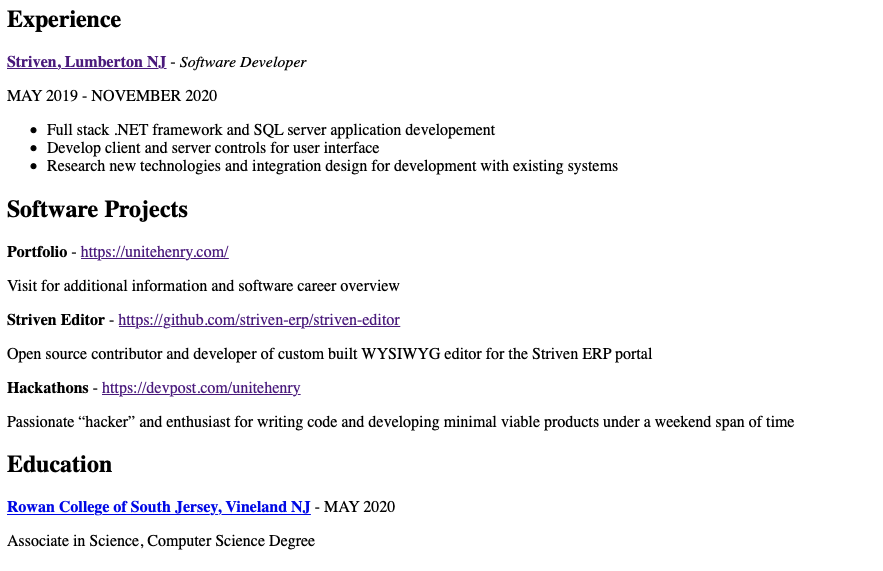 Experience
Striven, Lumberton NJ - Software Developer
MAY 2019 - NOVEMBER 2020
• Full stack .NET framework and SQL server application developement
• Develop client and server controls for user interface
• Research new technologies and integration design for development with existing systems
Software Projects
Portfolio - https://unitehenry.com/
Visit for additional information and software career overview
Striven Editor - https://github.com/striven-erp/striven-editor
Open source contributor and developer of custom built WYSIWYG editor for the Striven ERP portal
Hackathons - https://devpost.com/unitehenry
Passionate “hacker” and enthusiast for writing code and developing minimal viable products under a weekend span of time
Education
Rowan College of South Jersey, Vineland NJ - MAY 2020
Associate in Science, Computer Science Degree